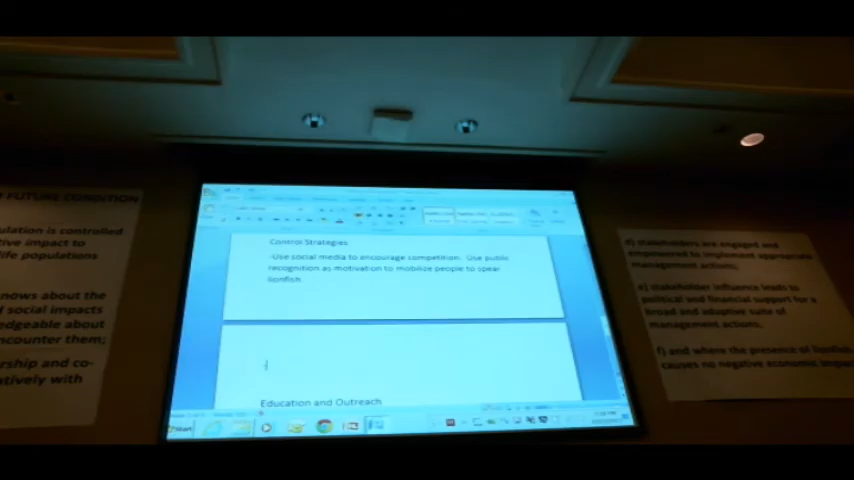 FUTURE CONDITION
ulation is controlled
tive impact to
life populations
nows about the
d social impacts
edgeable about
ncounter them;
ership and co-
atively with
Control Strategies
-Use social media to encourage competition. Use public
recognition as motivation to mobilize people to spear
lionfish
Education and Outreach
Start
d) stakeholders are engaged and
empowered to implement appropriate
management actions;
e) stakeholder influence leads to
political and financial support for a
broad and adaptive suite of
management actions,
f) and where the presence of lionfish
causes no negative economic impa